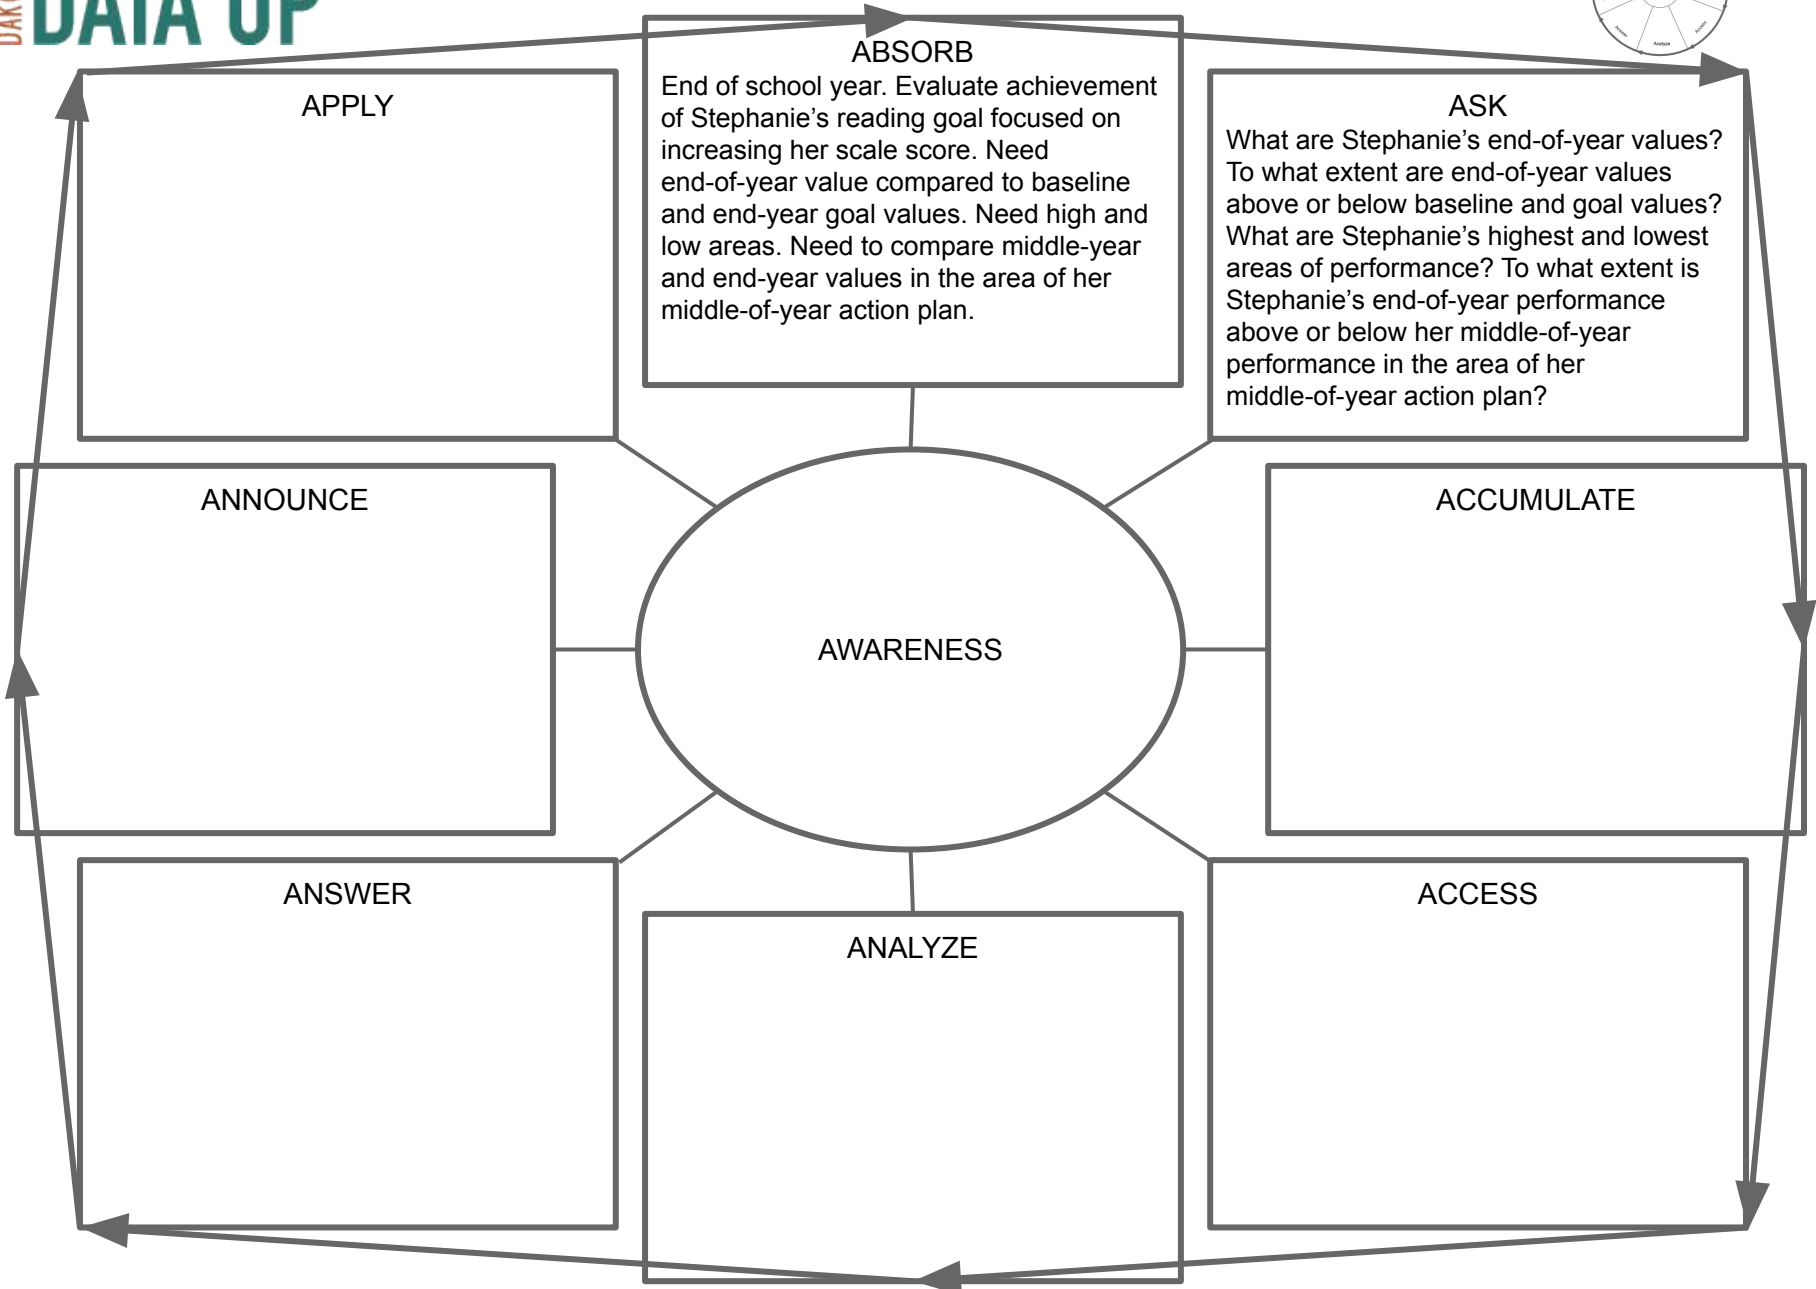 DATA UP
ABSORB
End of school year. Evaluate achievement
of Stephanie’s reading goal focused on
increasing her scale score. Need
end-of-year value compared to baseline
and end-year goal values. Need high and
low areas. Need to compare middle-year
and end-year values in the area of her
middle-of-year action plan.
ASK
What are Stephanie’s end-of-year values?
To what extent are end-of-year values
above or below baseline and goal values?
What are Stephanie’s highest and lowest
areas of performance? To what extent is
Stephanie’s end-of-year performance
above or below her middle-of-year
performance in the area of her
middle-of-year action plan?
ACCUMULATE
ACCESS
ANALYZE
ANSWER
ANNOUNCE
APPLY
AWARENESS
Answer
Analyze
Access